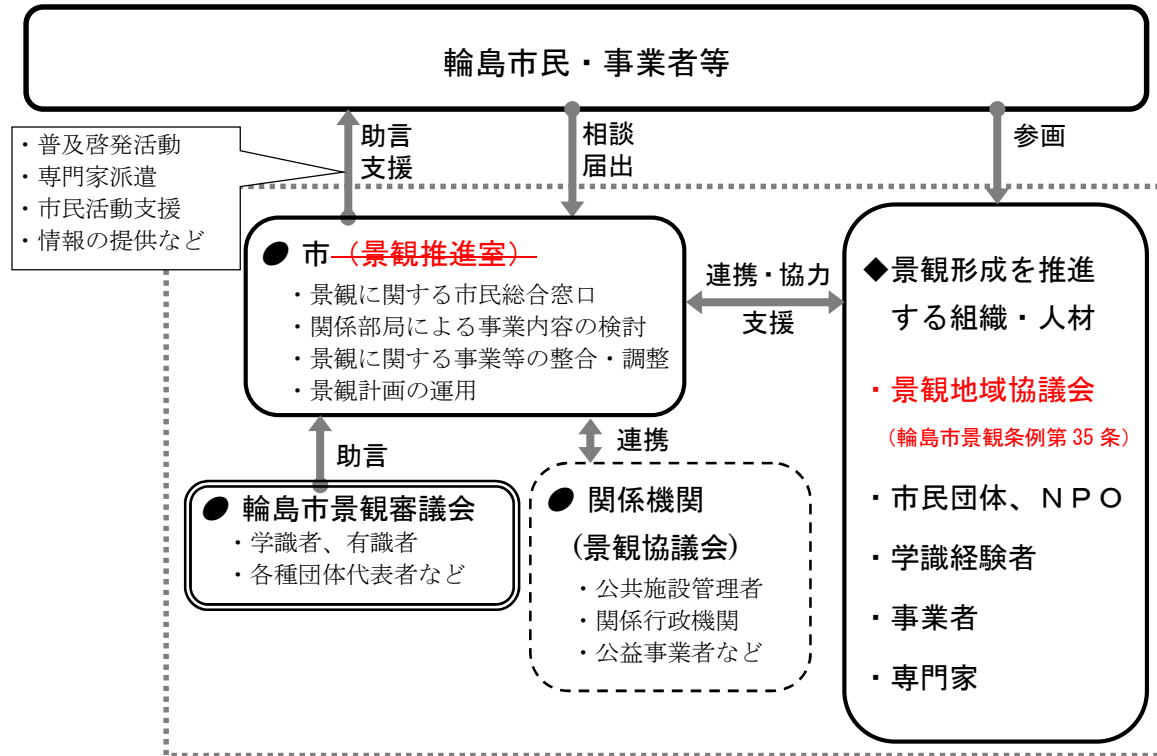 輪島市民・事業者等
・普及啓発活動
・専門家派遣
・市民活動支援
・情報の提供など
助言
支援
相談
届出
参画
● 市（景観推進室）
・景観に関する市民総合窓口
・関係部局による事業内容の検討
・景観に関する事業等の整合・調整
・景観計画の運用
連携・協力
支援
◆景観形成を推進
する組織・人材
・景観地域協議会
（輪島市景観条例第 35 条）
・市民団体、ＮＰＯ
・学識経験者
・事業者
・専門家
助言
連携
● 輪島市景観審議会
・学識者、有識者
・各種団体代表者など
● 関係機関
(景観協議会)
・公共施設管理者
・関係行政機関
・公益事業者など